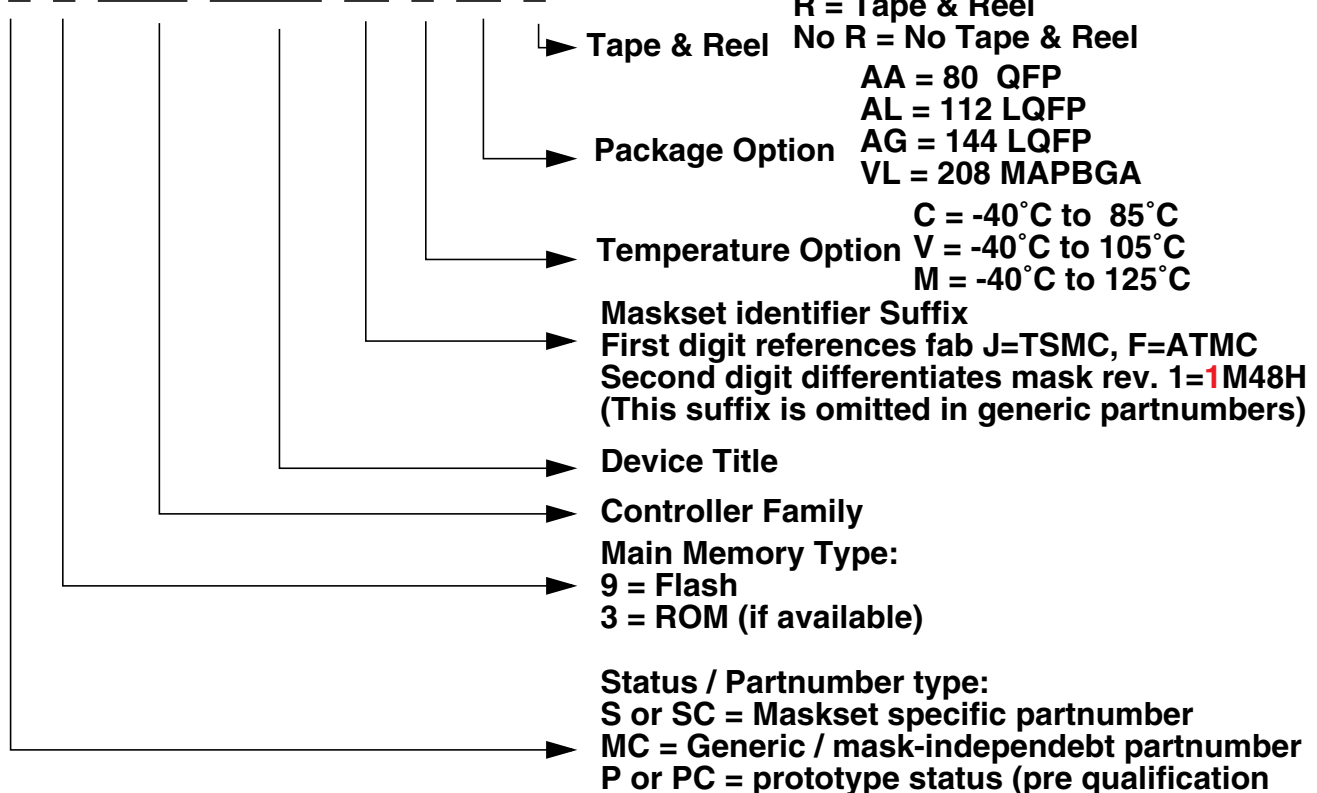 R = Tape & Reel
Tape & Reel No R = No Tape & Reel
AA = 80 QFP
AL = 112 LQFP
Package Option AG = 144 LQFP
VL = 208 MAPBGA
C = -40˚C to 85˚C
Temperature Option V = -40˚C to 105˚C
M = -40˚C to 125˚C
Maskset identifier Suffix
First digit references fab J=TSMC, F=ATMC
Second digit differentiates mask rev. 1=1M48H
(This suffix is omitted in generic partnumbers)
Device Title
Controller Family
Main Memory Type:
9 = Flash
3 = ROM (if available)
Status / Partnumber type:
S or SC = Maskset specific partnumber
MC = Generic / mask-independebt partnumber
P or PC = prototype status (pre qualification